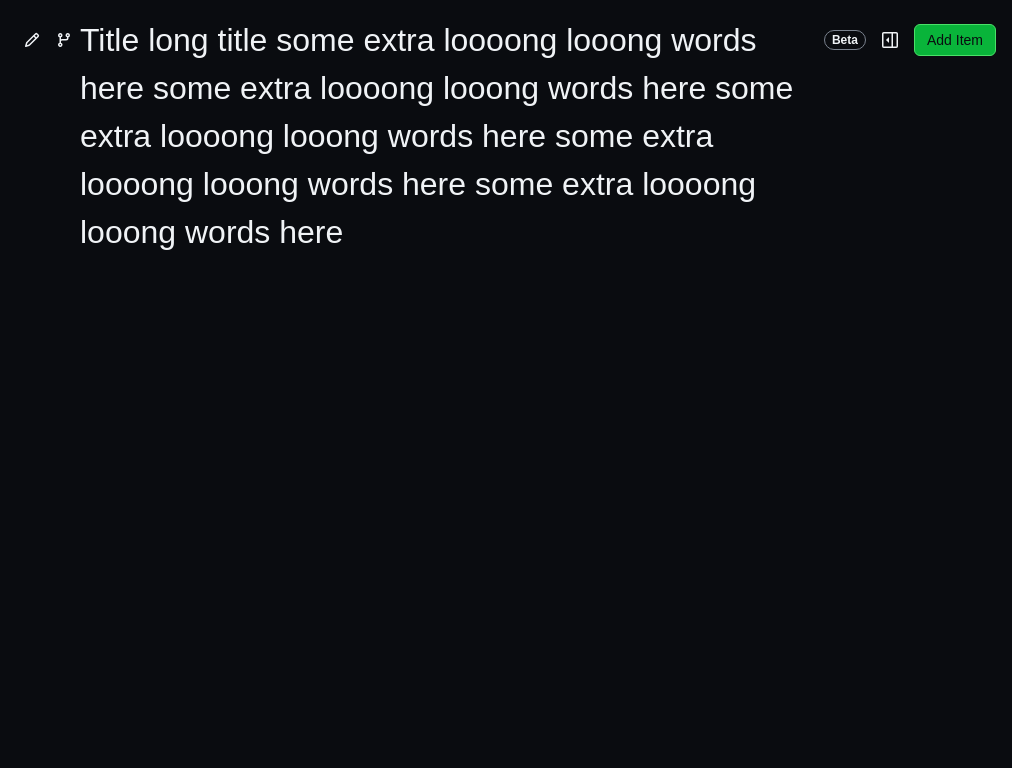 Title long title some extra loooong looong words
here some extra loooong looong words here some
extra loooong looong words here some extra
loooong looong words here some extra loooong
looong words here
Beta
Add Item